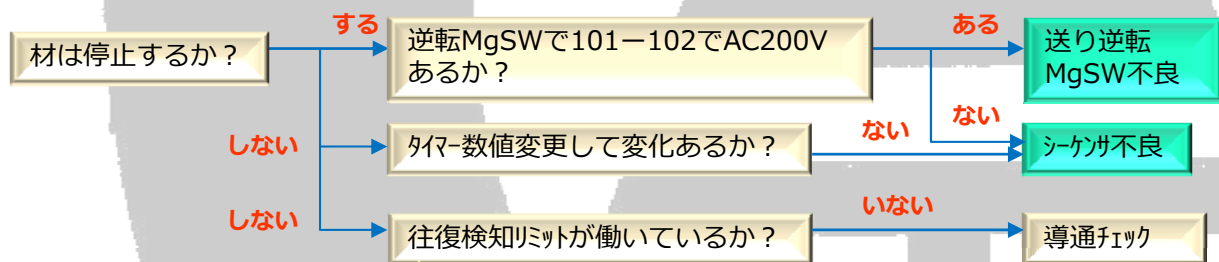 材は停止するか？
する
逆転MgSWで101ー102でAC200V
あるか？
ある
送り逆転
MgSW不良
しない
ﾀｲﾏｰ数値変更して変化あるか？
ない
ない
ｼｰｹﾝｻ不良
しない
往復検知ﾘﾐｯﾄが働いているか？
いない
導通ﾁｪｯｸ